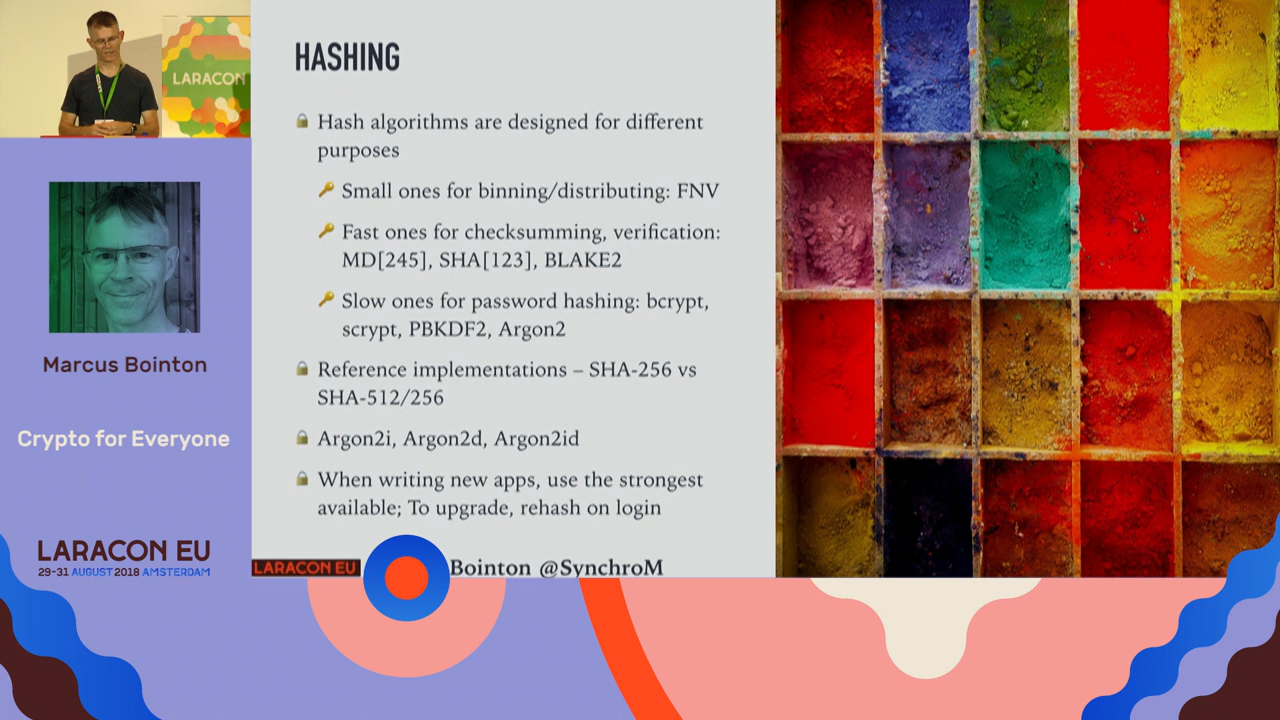 LARACON
HASHING
Hash algorithms are designed for different
purposes
Small ones for binning/distributing: FNV
Fast ones for checksumming, verification:
MD[245], SHA[123], BLAKE2
Slow ones for password hashing: bcrypt,
scrypt, PBKDF2, Argon2
Reference implementations – SHA-256 vs
SHA-512/256
Argon2i, Argon2d, Argon2id
When writing new apps, use the strongest
available; To upgrade, rehash on login
LARACON EU
Bointon @SynchroM
Marcus Bointon
Crypto for Everyone
LARACON EU
29-31 AUGUST 2018 AMSTERDAM